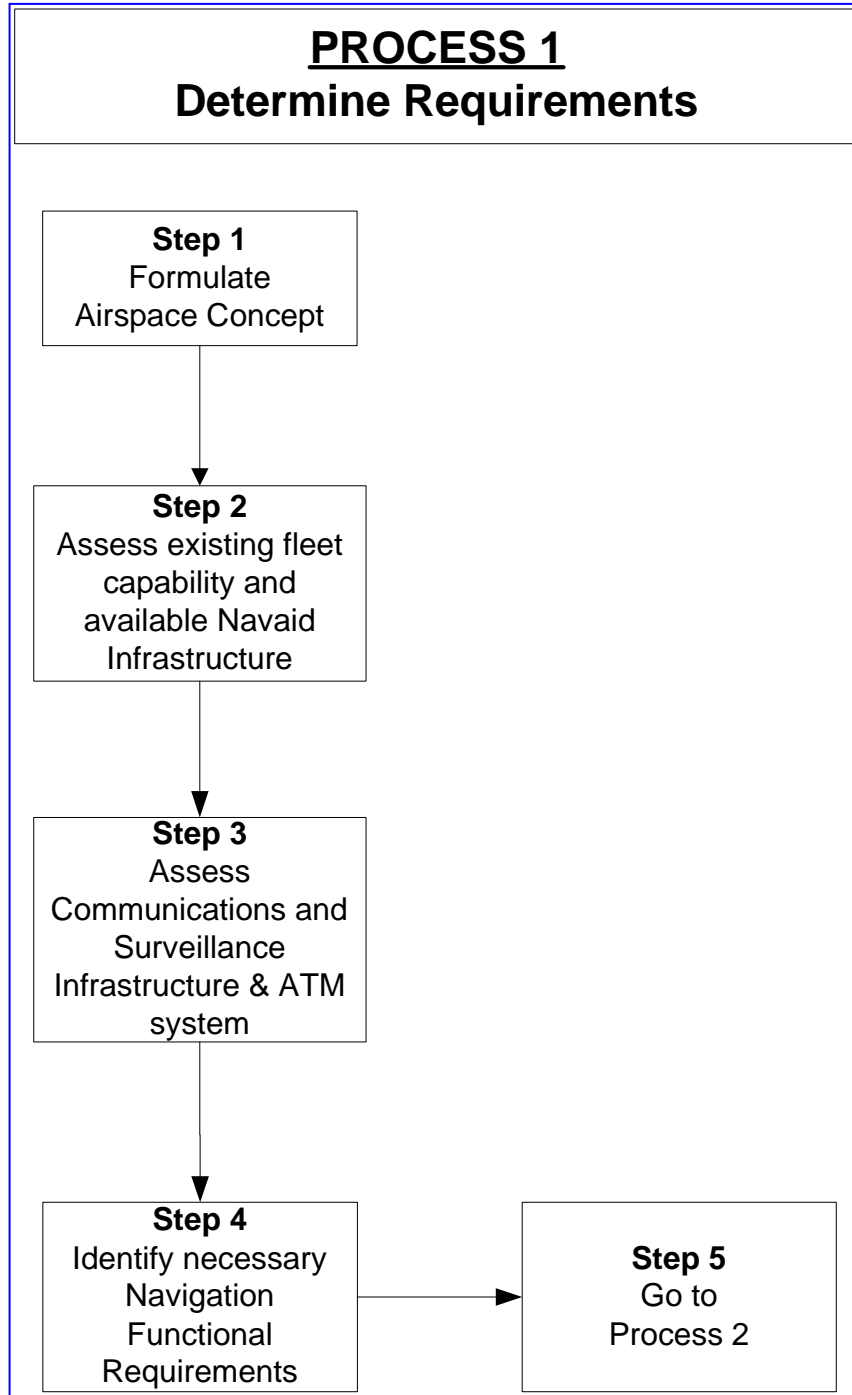 PROCESS 1
Determine Requirements
Step 1
Formulate
Airspace Concept
Step 2
Assess existing fleet
capability and
available Navaid
Infrastructure
Step 3
Assess
Communications and
Surveillance
Infrastructure & ATM
system
Step 4
Identify necessary
Navigation
Functional
Requirements
Step 5
Go to
Process 2